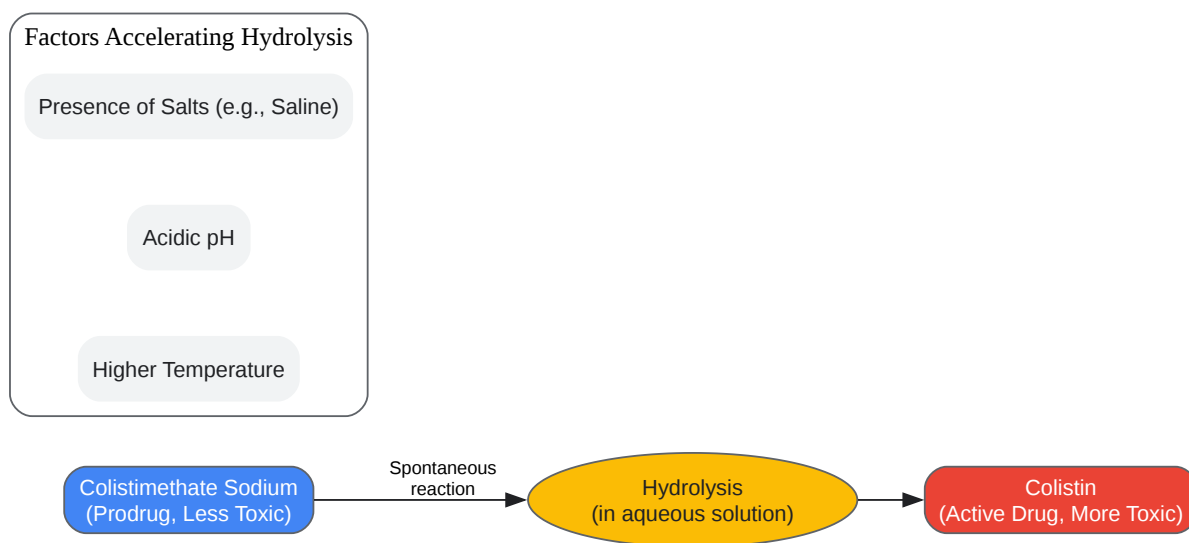 Factors Accelerating Hydrolysis
Presence of Salts (e.g., Saline)
Acidic pH
Higher Temperature
Colistimethate Sodium
(Prodrug, Less Toxic)
Spontaneous
reaction
Hydrolysis
(in aqueous solution)
Colistin
(Active Drug, More Toxic)